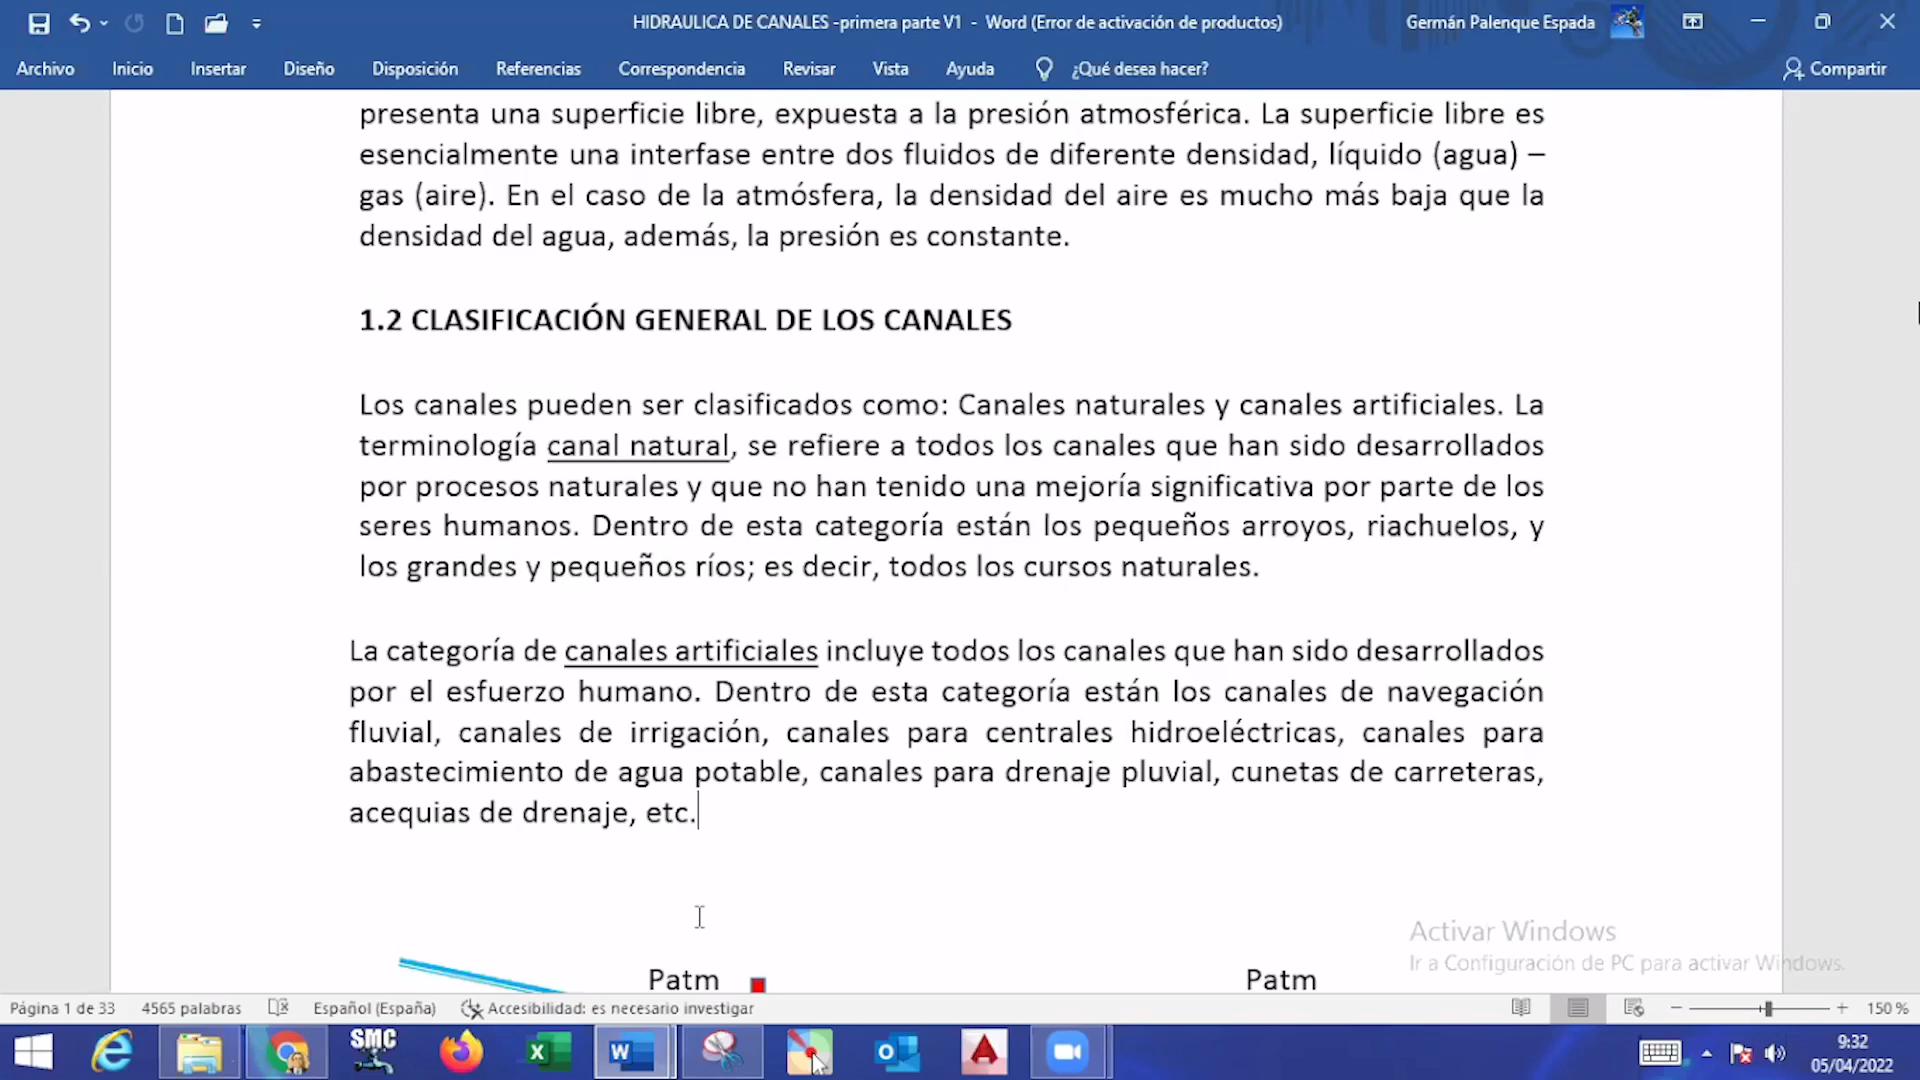 HIDRAULICA DE CANALES -primera parte V1 - Word (Error de activación de productos)
Germán Palenque Espada
Archivo Inicio Insertar Diseño Disposición Referencias Correspondencia Revisar Vista Ayuda ¿Qué desea hacer? Compartir
presenta una superficie libre, expuesta a la presión atmosférica. La superficie libre es
esencialmente una interfase entre dos fluidos de diferente densidad, líquido (agua) –
gas (aire). En el caso de la atmósfera, la densidad del aire es mucho más baja que la
densidad del agua, además, la presión es constante.
1.2 CLASIFICACIÓN GENERAL DE LOS CANALES
Los canales pueden ser clasificados como: Canales naturales y canales artificiales. La
terminología canal natural, se refiere a todos los canales que han sido desarrollados
por procesos naturales y que no han tenido una mejoría significativa por parte de los
seres humanos. Dentro de esta categoría están los pequeños arroyos, riachuelos, y
los grandes y pequeños ríos; es decir, todos los cursos naturales.
La categoría de canales artificiales incluye todos los canales que han sido desarrollados
por el esfuerzo humano. Dentro de esta categoría están los canales de navegación
fluvial, canales de irrigación, canales para centrales hidroeléctricas, canales para
abastecimiento de agua potable, canales para drenaje pluvial, cunetas de carreteras,
acequias de drenaje, etc.
Activar Windows
Ir a Configuración de PC para activar Windows.
Patm Patm
Página 1 de 33 4565 palabras Español (España) Accesibilidad: es necesario investigar 150 %
SMC
9:32
05/04/2022